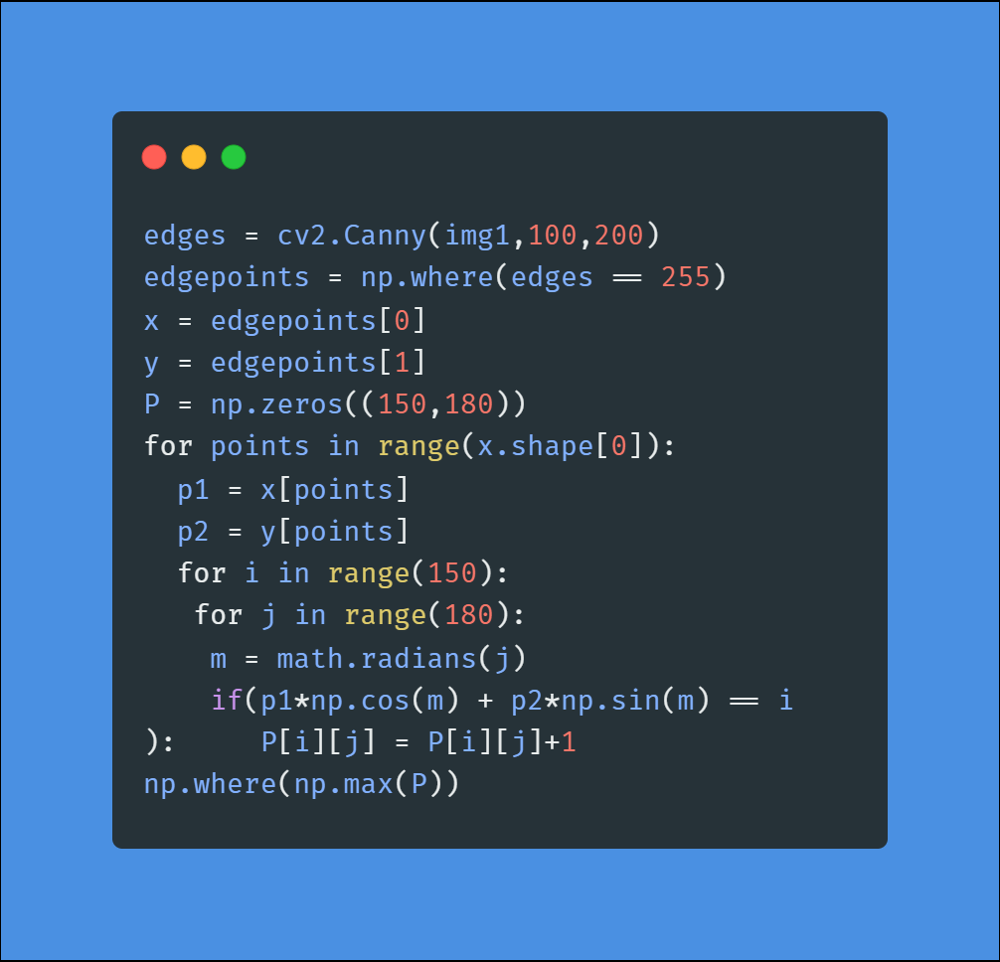 edges = cv2.Canny(img1,100,200)
edgepoints = np.where(edges == 255)
x = edgepoints[0]
y = edgepoints[1]
P = np.zeros((150,180))
for points in range(x.shape[0]):
  p1 = x[points]
  p2 = y[points]
  for i in range(150):
   for j in range(180):
    m = math.radians(j)
    if(p1*np.cos(m) + p2*np.sin(m) == i
):     P[i][j] = P[i][j]+1
np.where(np.max(P))